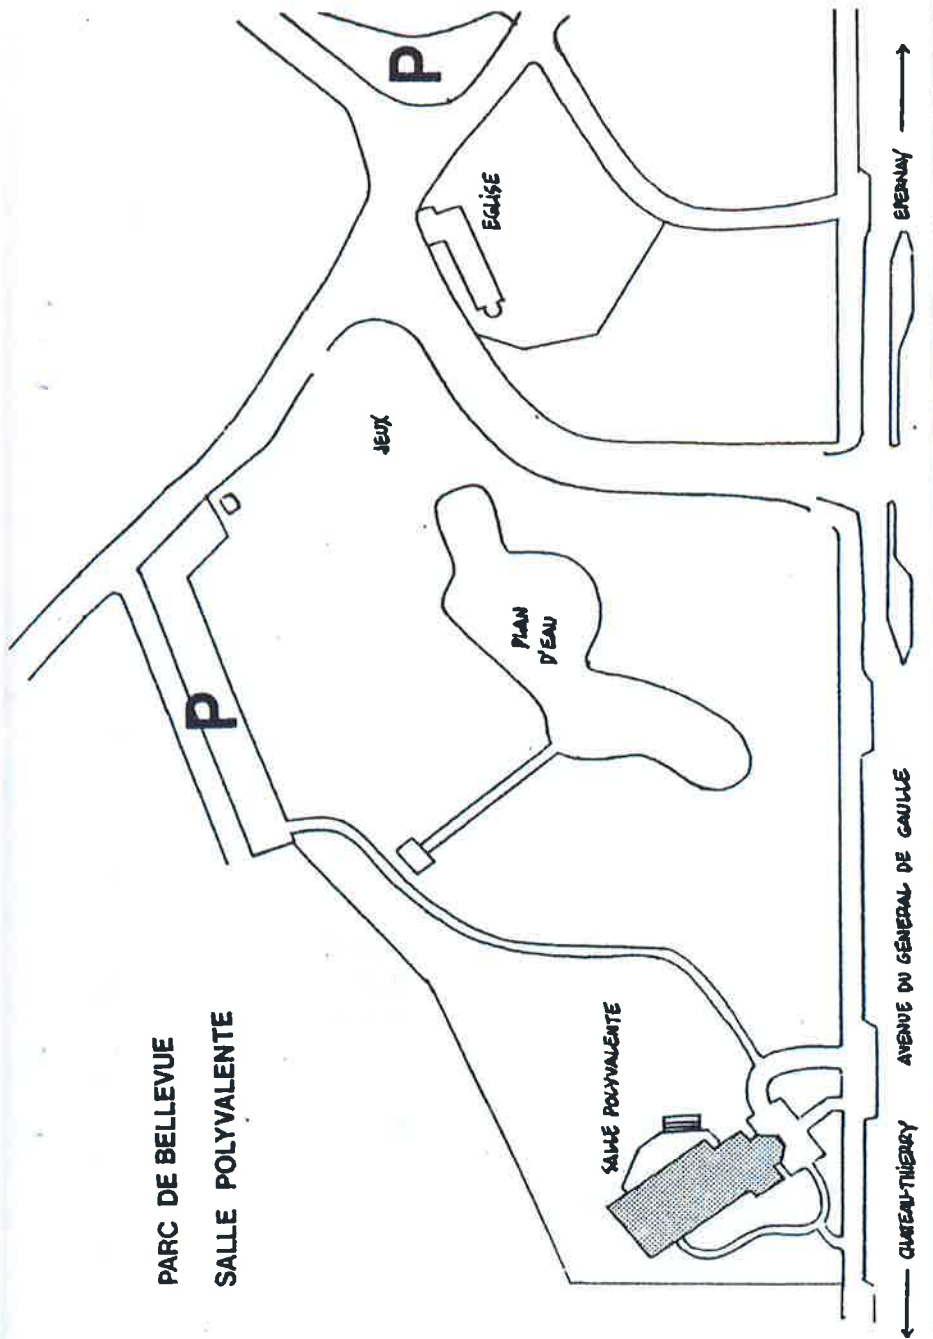 PARC DE BELLEVUE
SALLE POLYVALENTE
P
P
EGLISE
JEUX
PLAN
D'EAU
SALLE POLYVALENTE
CHATEAU-THIERRY
AVENUE DU GENERAL DE GAULLE
EPERNAY